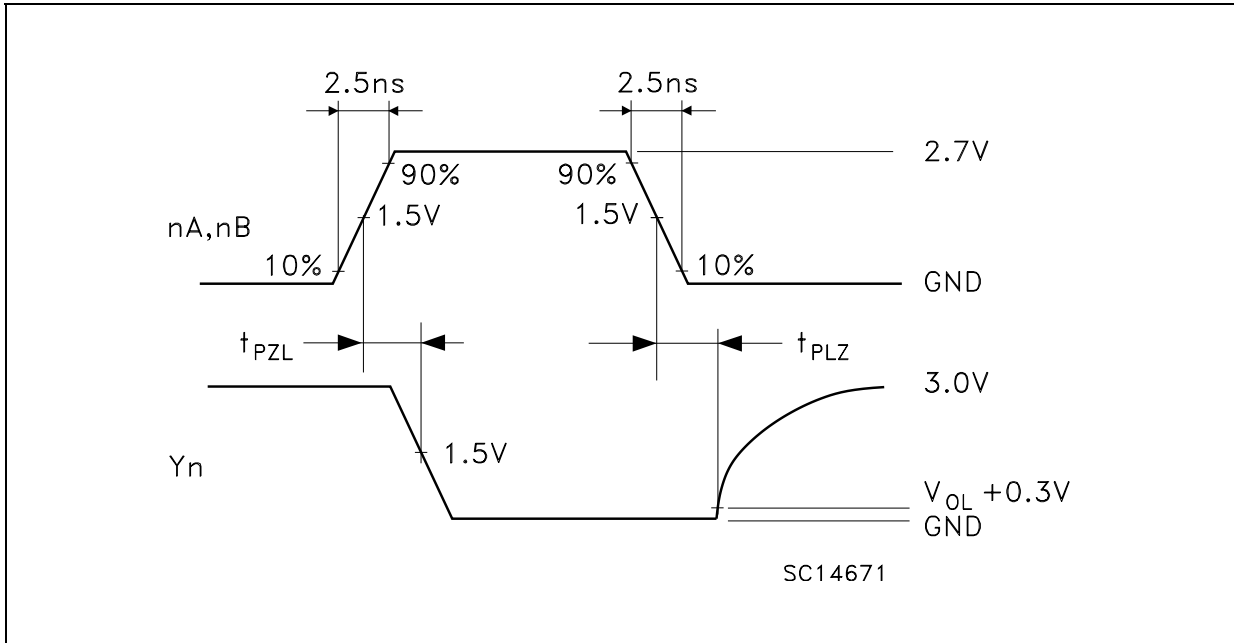 2.5ns 2.5ns
2.7V
90% 90%
1.5V 1.5V
nA,nB
10% 10%
GND
tPZL tPLZ
3.0V
1.5V
Yn
VOL +0.3V
GND
SC14671